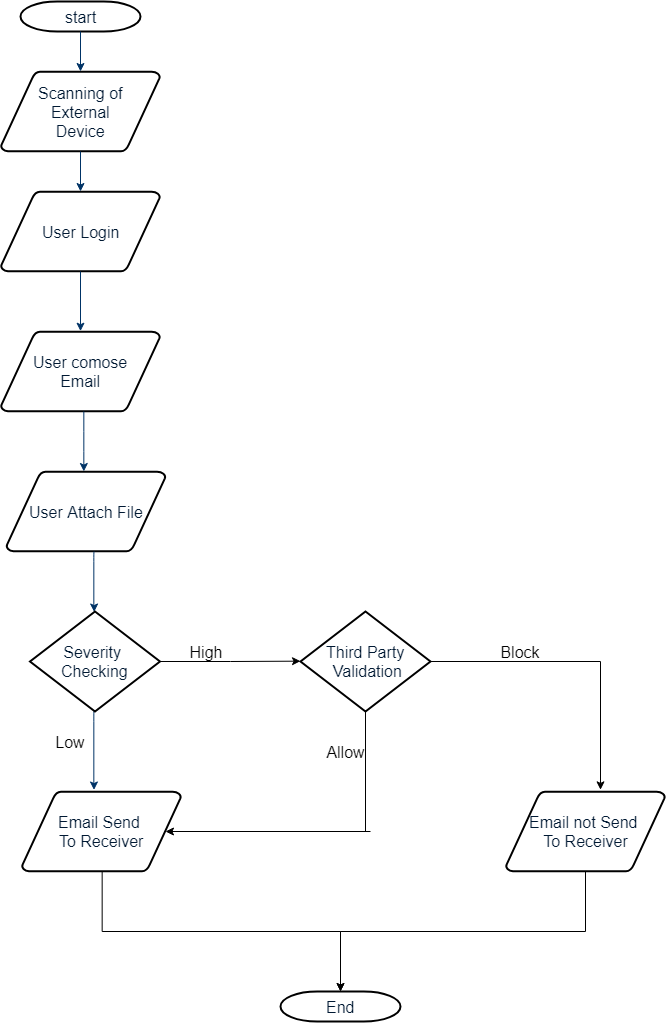 start
Scanning of
External
Device
User Login
User comose
Email
User Attach File
Severity
Checking
High
Third Party
Validation
Block
Low
Allow
Email Send
To Receiver
Email not Send
To Receiver
End